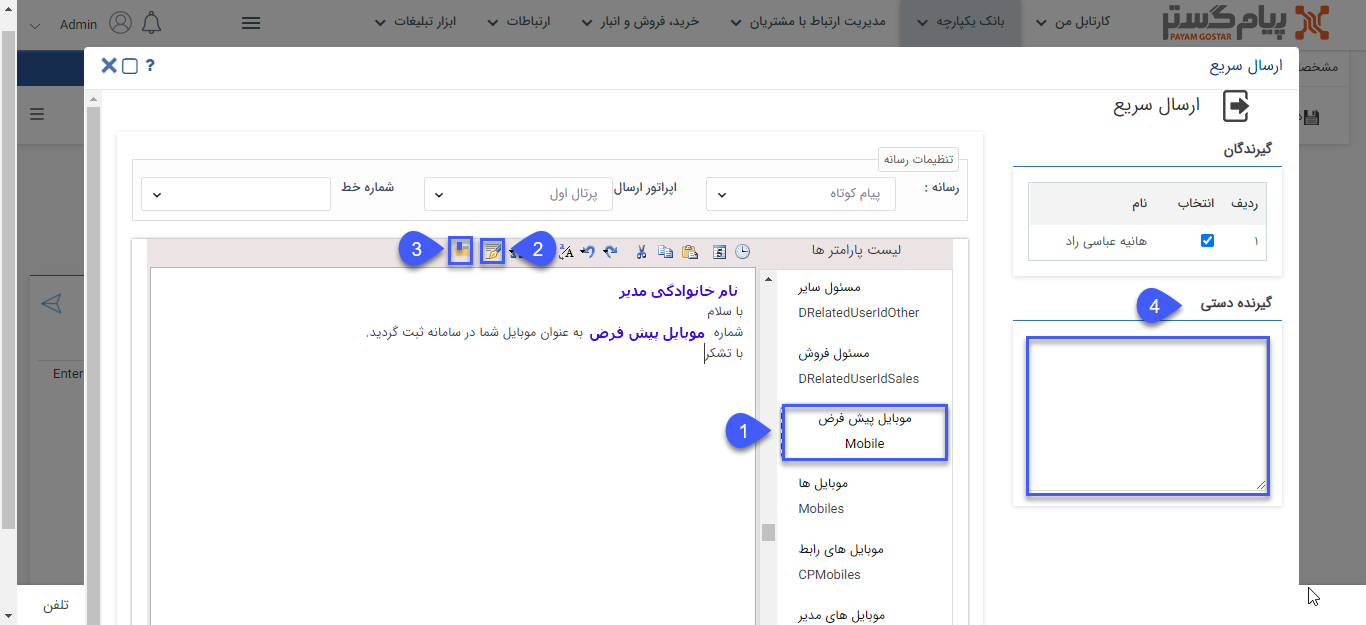 پیام گستر
PAYAM GOSTAR
کارتابل من
بانک یکپارچه
مدیریت ارتباط با مشتریان
خرید، فروش و انبار
ارتباطات
ابزار تبلیغات
Admin
ارسال سریع
?
ارسال سریع
گیرندگان
ردیف انتخاب نام
۱ هانیه عباسی راد
گیرنده دستی
4
تنظیمات رسانه
رسانه :
پیام کوتاه
اپراتور ارسال
پرتال اول
شماره خط
لیست پارامتر ها
2
3
مسئول سایر
DRelatedUserIdOther
مسئول فروش
DRelatedUserIdSales
1
موبایل پیش فرض
Mobile
موبایل ها
Mobiles
موبایل های رابط
CPMobiles
موبایل های مدیر
نام خانوادگی مدیر
با سلام
شماره موبایل پیش فرض به عنوان موبایل شما در سامانه ثبت گردید.
با تشکر
Enter
تلفن